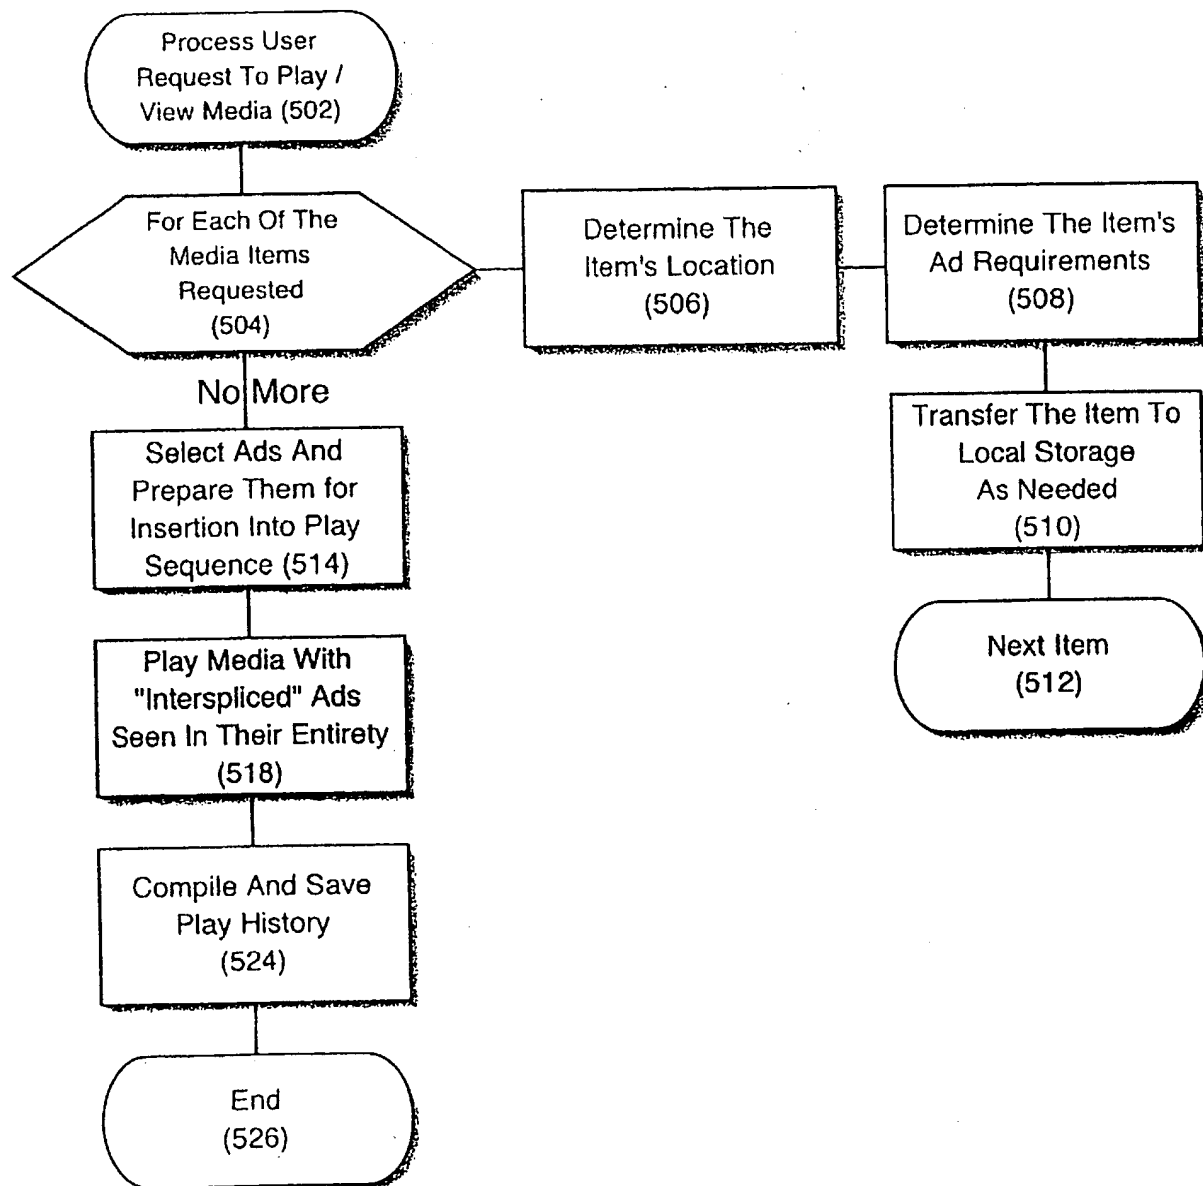 Process User
Request To Play /
View Media (502)
For Each Of The
Media Items
Requested
(504)
Determine The
Item's Location
(506)
Determine The Item's
Ad Requirements
(508)
Transfer The Item To
Local Storage
As Needed
(510)
Next Item
(512)
No More
Select Ads And
Prepare Them for
Insertion Into Play
Sequence (514)
Play Media With
"Interspliced" Ads
Seen In Their Entirety
(518)
Compile And Save
Play History
(524)
End
(526)